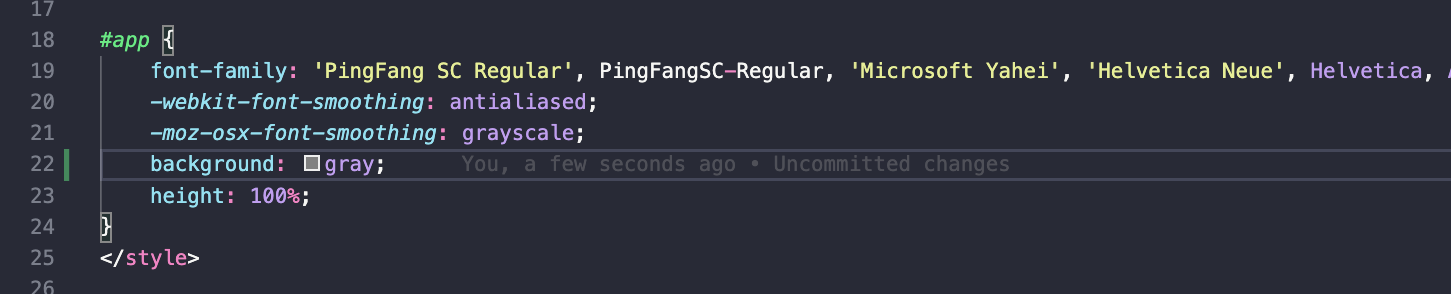 17
18 #app {
19 font-family: 'PingFang SC Regular', PingFangSC-Regular, 'Microsoft Yahei', 'Helvetica Neue', Helvetica,
20 -webkit-font-smoothing: antialiased;
21 -moz-osx-font-smoothing: grayscale;
22 background: gray; You, a few seconds ago • Uncommitted changes
23 height: 100%;
24 }
25 </style>
26